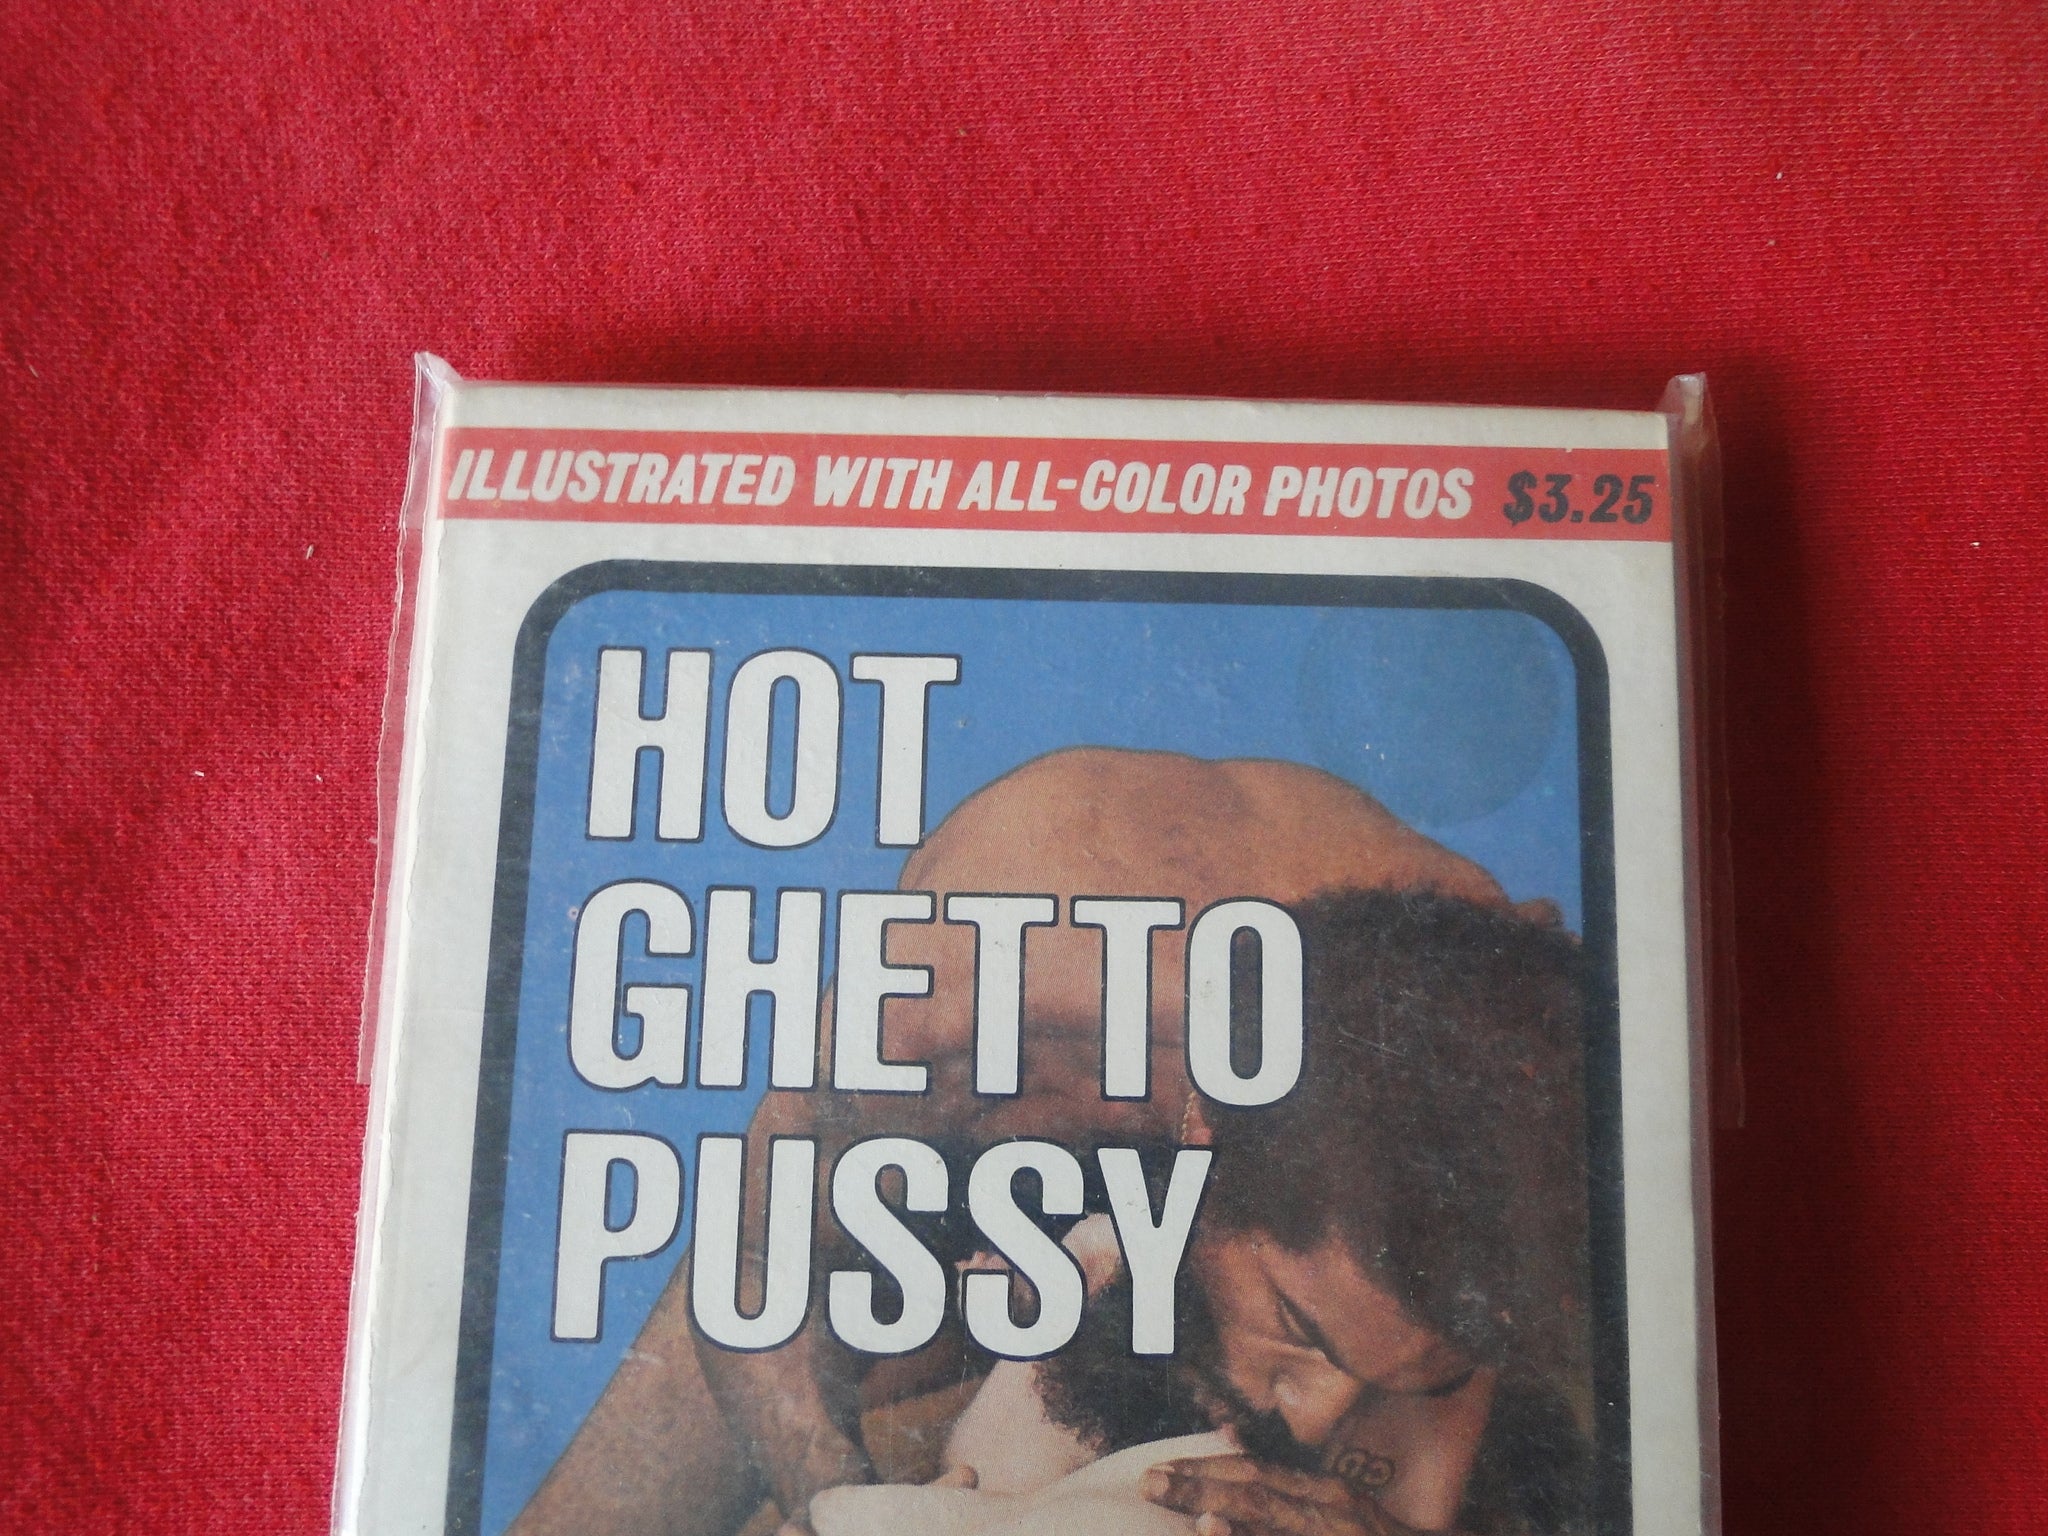 ILLUSTRATED WITH ALL-COLOR PHOTOS $3.25
HOT
GHETTO
PUSSY